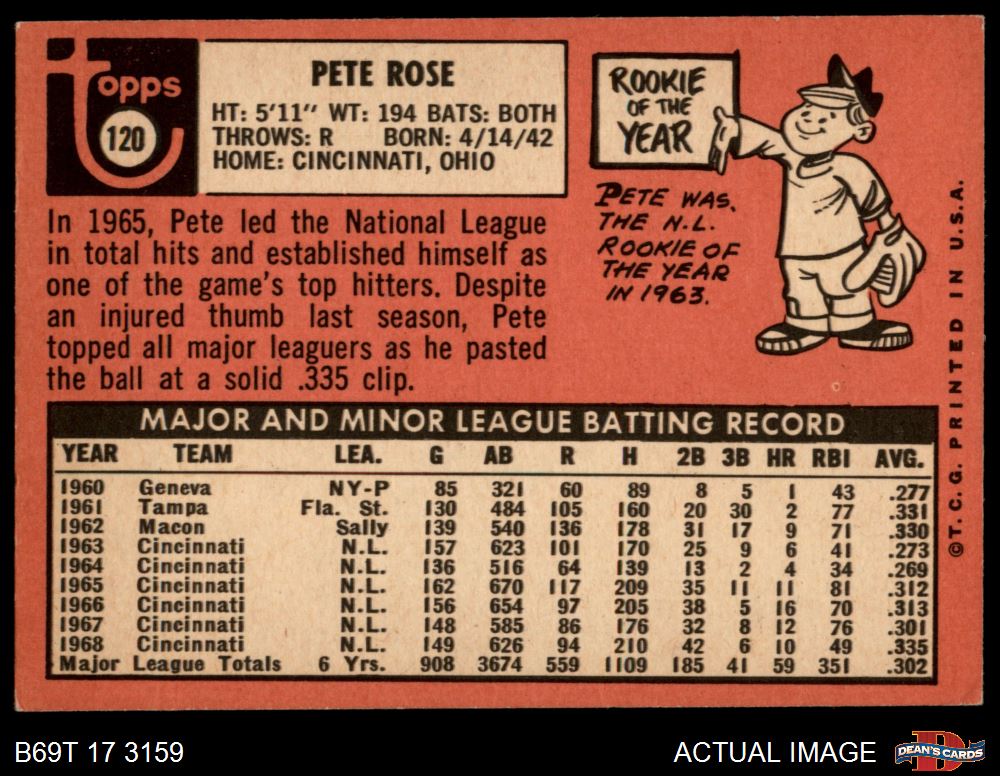 Topps
120
PETE ROSE
HT: 5'11" WT: 194 BATS: BOTH
THROWS: R BORN: 4/14/42
HOME: CINCINNATI, OHIO
In 1965, Pete led the National League
in total hits and established himself as
one of the game's top hitters. Despite
an injured thumb last season, Pete
topped all major leaguers as he pasted
the ball at a solid .335 clip.
ROOKIE
OF THE
YEAR
PETE WAS
THE N.L.
ROOKIE OF
THE YEAR
IN 1963.
MAJOR AND MINOR LEAGUE BATTING RECORD
YEAR TEAM LEA. G AB R H 2B 3B HR RBI AVG.
1960 Geneva NY-P 85 321 60 89 8 5 1 43 .277
1961 Tampa Fla. St. 130 484 105 160 20 30 2 77 .331
1962 Macon Sally 139 540 136 178 31 17 9 71 .330
1963 Cincinnati N.L. 157 623 101 170 25 9 6 41 .273
1964 Cincinnati N.L. 136 516 64 139 13 2 4 34 .269
1965 Cincinnati N.L. 162 670 117 209 35 11 11 81 .312
1966 Cincinnati N.L. 156 654 97 205 38 5 16 70 .313
1967 Cincinnati N.L. 148 585 86 176 32 8 12 76 .301
1968 Cincinnati N.L. 149 626 94 210 42 6 10 49 .335
Major League Totals 6 Yrs. 908 3674 559 1109 185 41 59 351 .302
©T.C.G. PRINTED IN U.S.A.
B69T 17 3159
ACTUAL IMAGE
D
DEAN'S CARDS